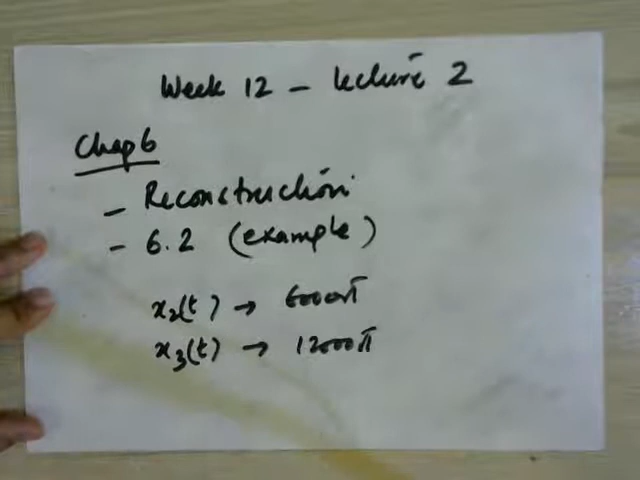 Week 12 - lecture 2
Chap 6
- Reconstruction
- 6.2 (example)
x₂(t) → 6000π
x₃(t) → 12000π